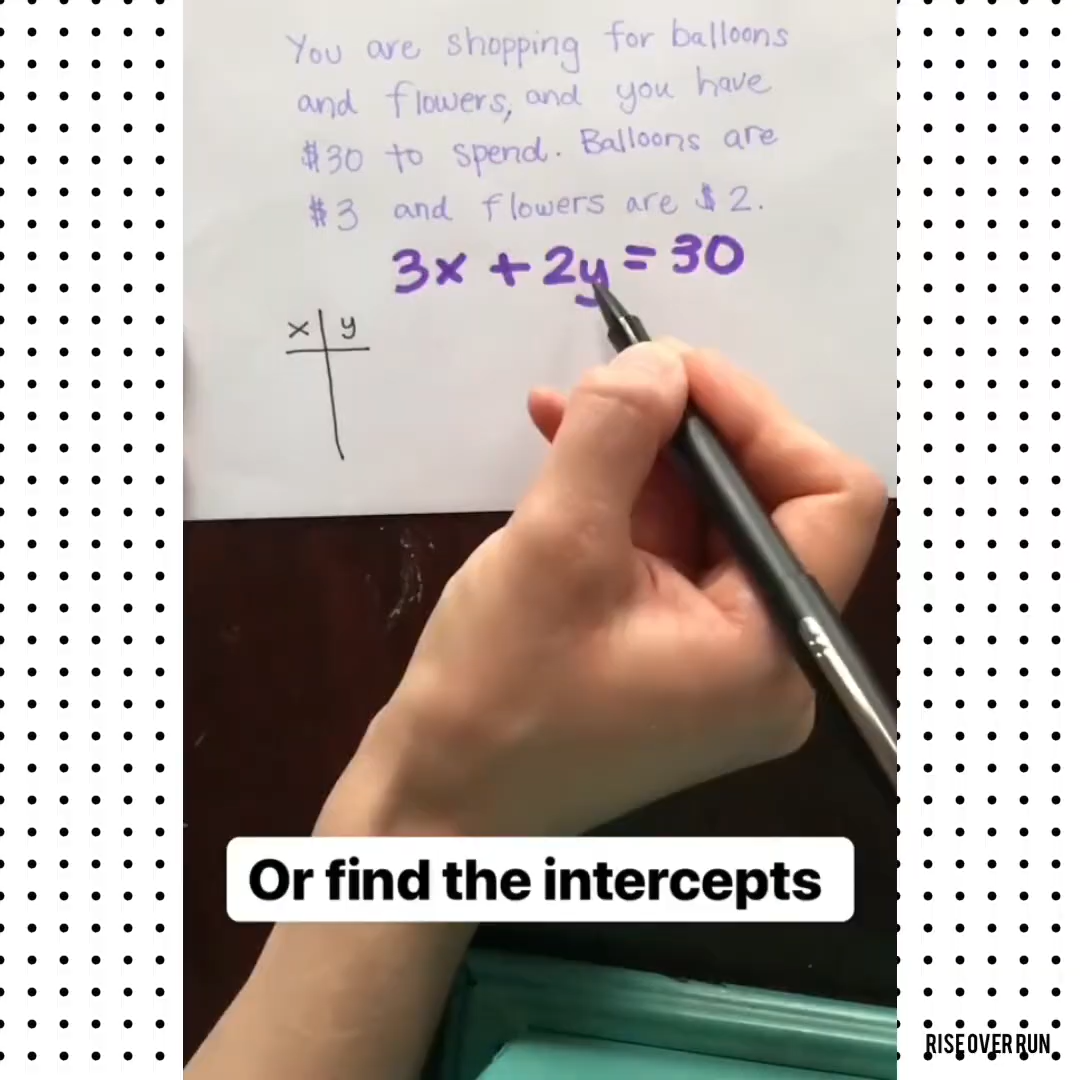 You are shopping for balloons
and flowers, and you have
$30 to spend. Balloons are
$3 and flowers are $2.
3x + 2y = 30
x y
Or find the intercepts
RISE OVER RUN